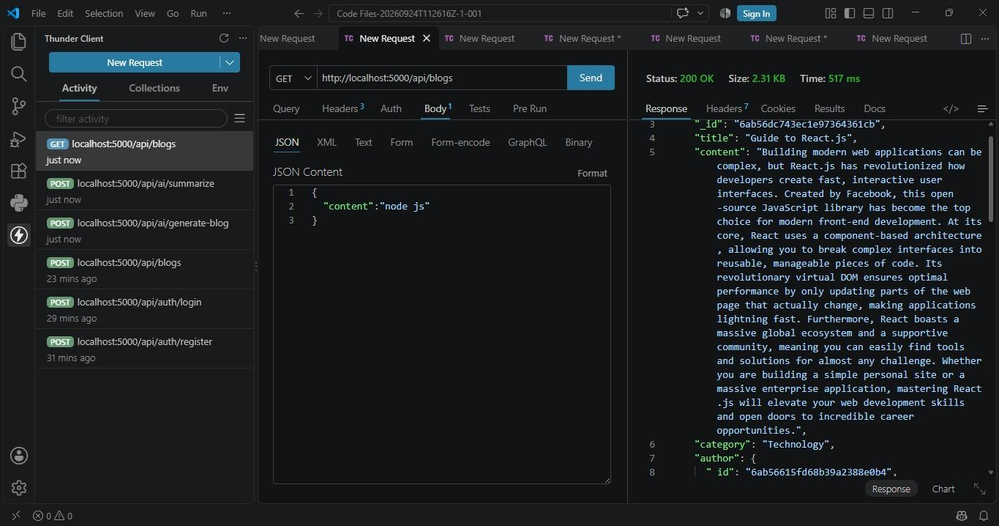 File Edit Selection View Go Run ···
Code Files-20260924T112616Z-1-001
Sign In
Thunder Client
New Request
Activity Collections Env
filter activity
GET localhost:5000/api/blogs
just now
POST localhost:5000/api/ai/summarize
just now
POST localhost:5000/api/ai/generate-blog
just now
POST localhost:5000/api/blogs
23 mins ago
POST localhost:5000/api/auth/login
29 mins ago
POST localhost:5000/api/auth/register
31 mins ago
New Request TC New Request TC New Request TC New Request * TC New Request TC New Request * TC New Request
GET http://localhost:5000/api/blogs Send
Query Headers 3 Auth Body 1 Tests Pre Run
JSON XML Text Form Form-encode GraphQL Binary
JSON Content Format
1 {
2 "content":"node js"
3 }
Status: 200 OK Size: 2.31 KB Time: 517 ms
Response Headers 7 Cookies Results Docs </>
3 "_id": "6ab56dc743ec1e97364361cb",
4 "title": "Guide to React.js",
5 "content": "Building modern web applications can be
complex, but React.js has revolutionized how
developers create fast, interactive user
interfaces. Created by Facebook, this open
-source JavaScript library has become the top
choice for modern front-end development. At its
core, React uses a component-based architecture
, allowing you to break complex interfaces into
reusable, manageable pieces of code. Its
revolutionary virtual DOM ensures optimal
performance by only updating parts of the web
page that actually change, making applications
lightning fast. Furthermore, React boasts a
massive global ecosystem and a supportive
community, meaning you can easily find tools
and solutions for almost any challenge. Whether
you are building a simple personal site or a
massive enterprise application, mastering React
.js will elevate your web development skills
and open doors to incredible career
opportunities.",
6 "category": "Technology",
7 "author": {
8 "_id": "6ab56615fd68b39a2388e0b4",
Response Chart
0 0